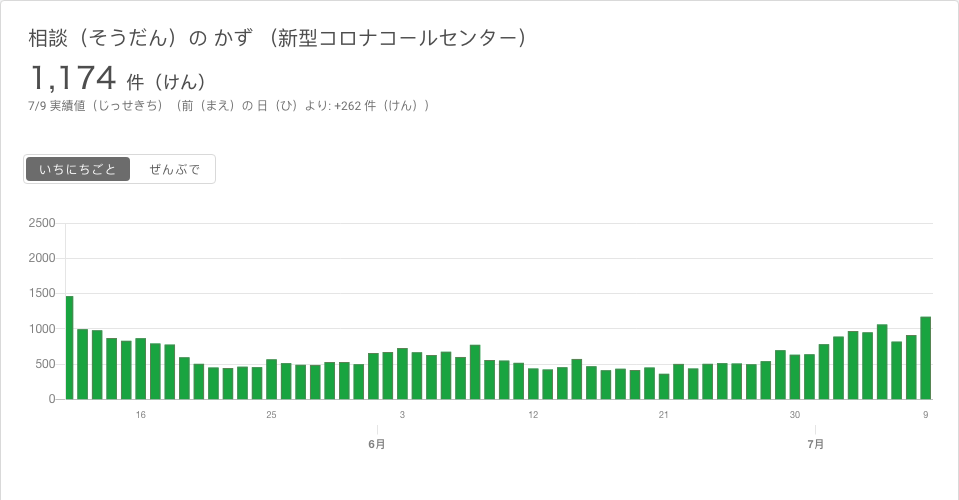 相談（そうだん）の かず （新型コロナコールセンター）
1,174 件（けん）
7/9 実績値（じっせきち）（前（まえ）の 日（ひ）より: +262 件（けん））
いちにちごと ぜんぶで
2500
2000
1500
1000
500
0
16 25 3 12 21 30 9
6月 7月